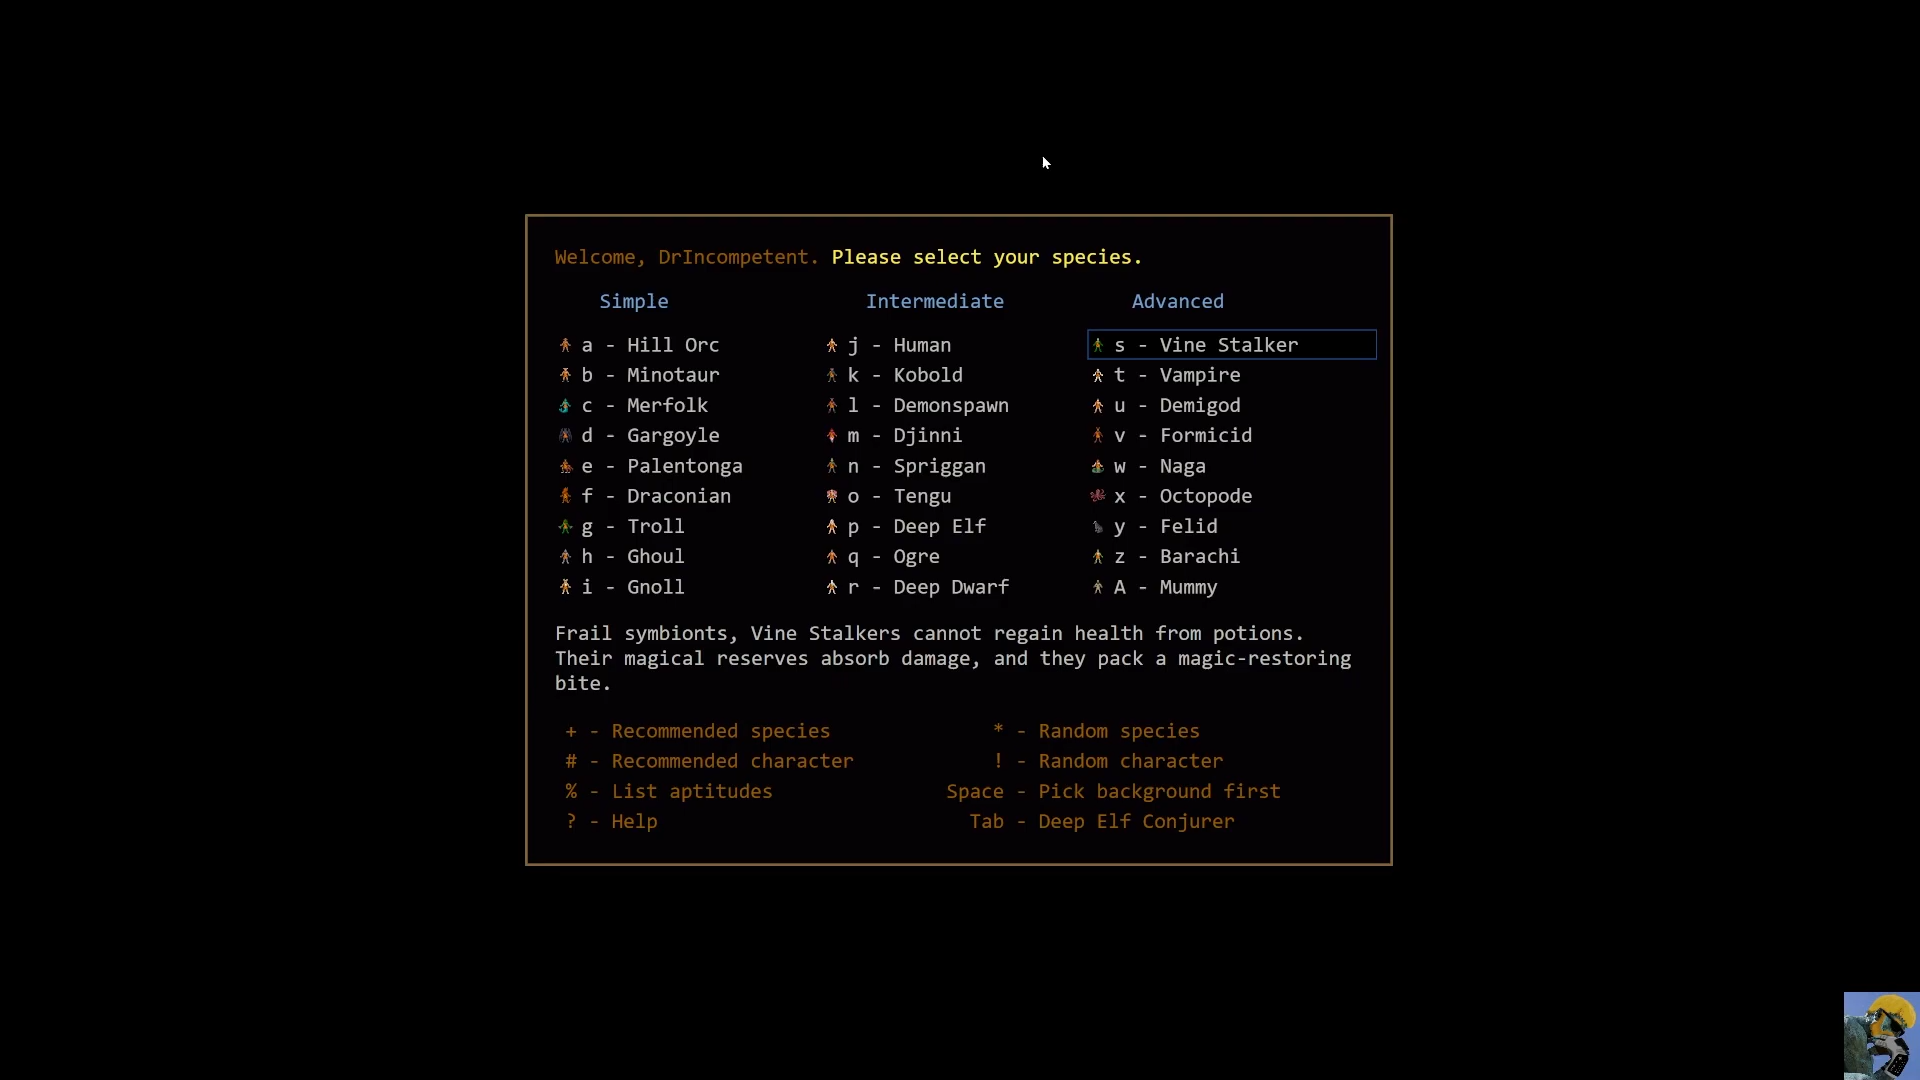 Welcome, DrIncompetent. Please select your species.
Simple Intermediate Advanced
a - Hill Orc j - Human s - Vine Stalker
b - Minotaur k - Kobold t - Vampire
c - Merfolk l - Demonspawn u - Demigod
d - Gargoyle m - Djinni v - Formicid
e - Palentonga n - Spriggan w - Naga
f - Draconian o - Tengu x - Octopode
g - Troll p - Deep Elf y - Felid
h - Ghoul q - Ogre z - Barachi
i - Gnoll r - Deep Dwarf A - Mummy
Frail symbionts, Vine Stalkers cannot regain health from potions.
Their magical reserves absorb damage, and they pack a magic-restoring
bite.
+ - Recommended species * - Random species
# - Recommended character ! - Random character
% - List aptitudes Space - Pick background first
? - Help Tab - Deep Elf Conjurer